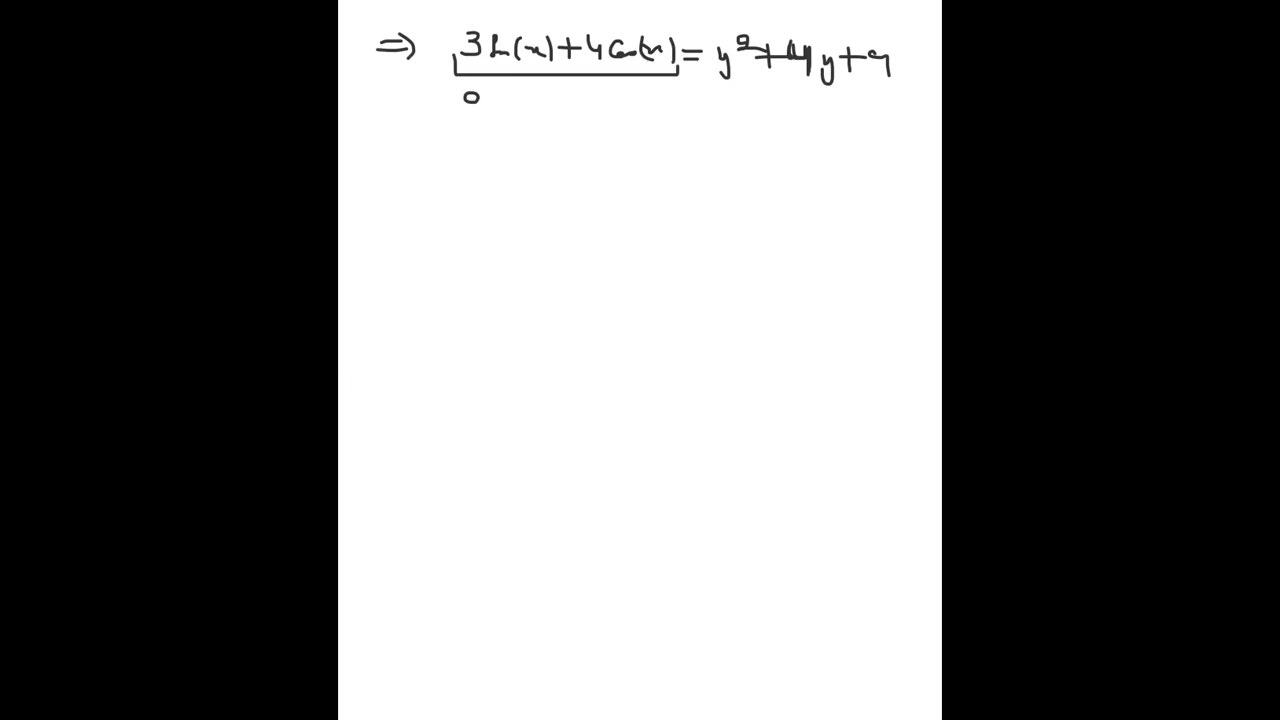 ⇒ 3 sin(x) + 4 cos(x) = y² + 4y + 9
0